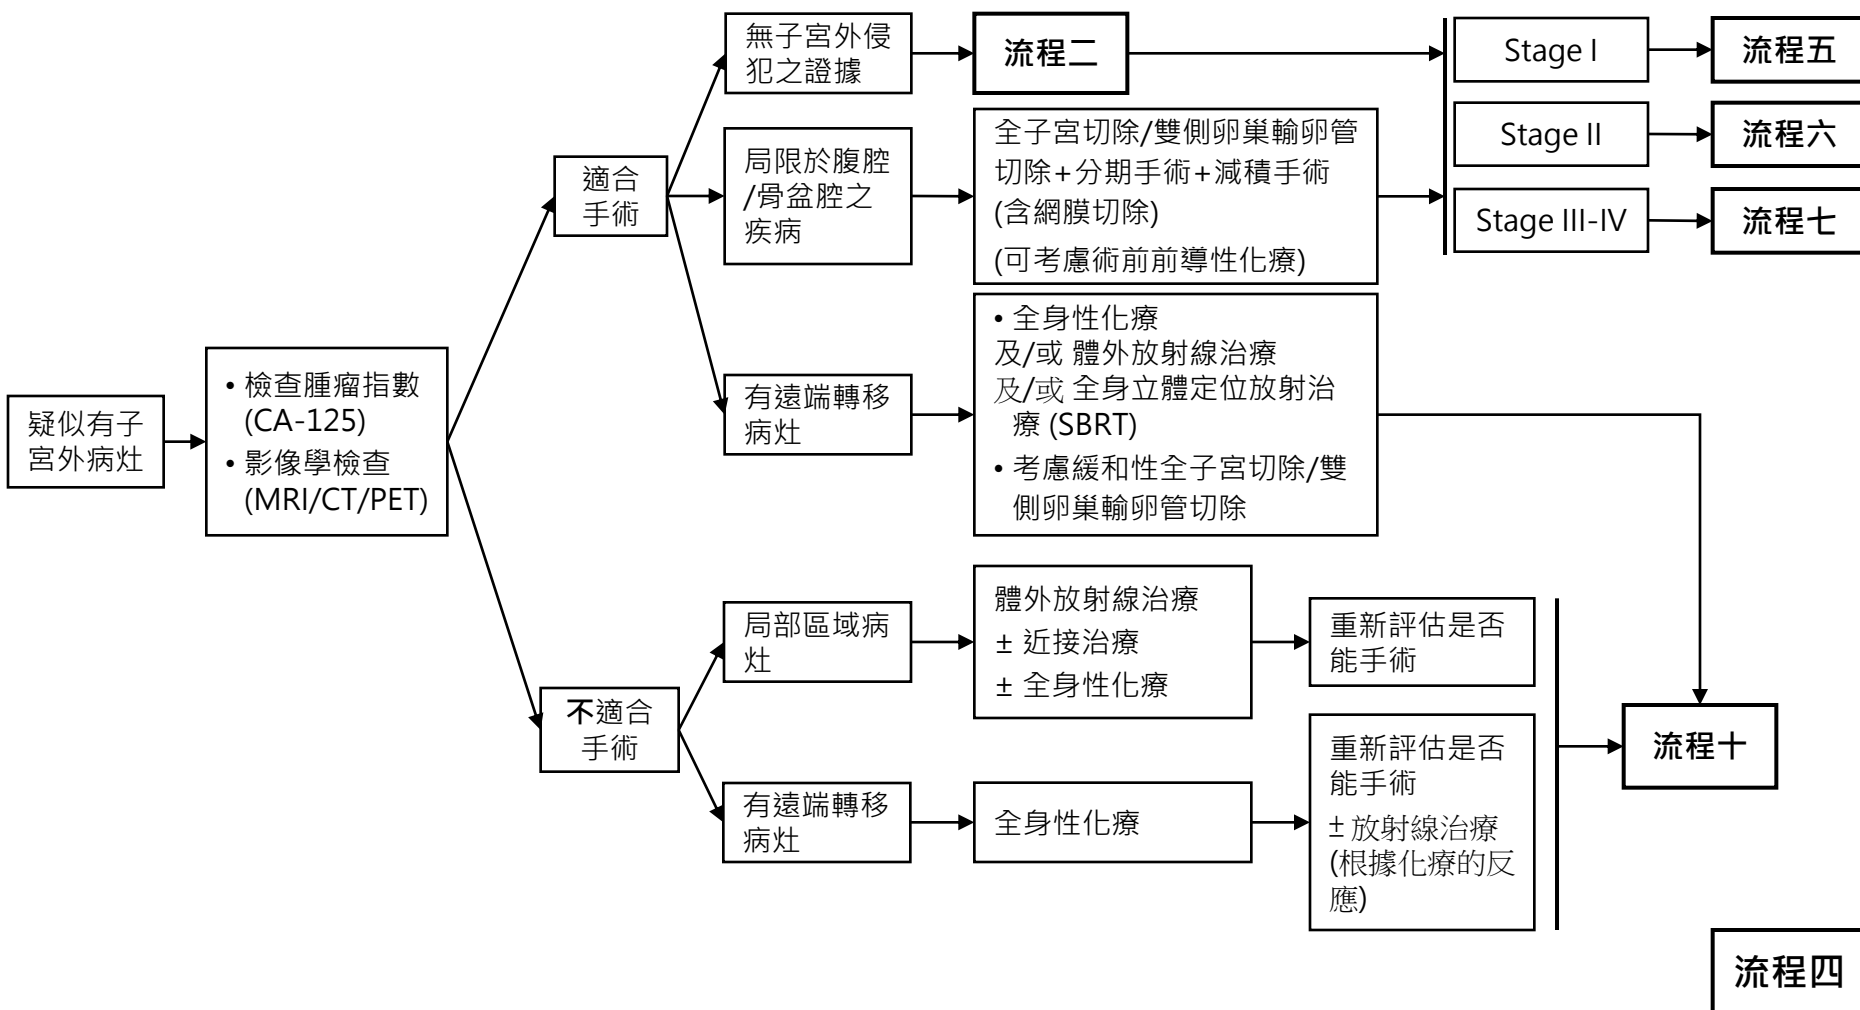 疑似有子
宮外病灶
• 檢查腫瘤指數
(CA-125)
• 影像學檢查
(MRI/CT/PET)
適合
手術
無子宮外侵
犯之證據
流程二
局限於腹腔
/骨盆腔之
疾病
全子宮切除/雙側卵巢輸卵管
切除+分期手術+減積手術
(含網膜切除)
(可考慮術前前導性化療)
Stage I
流程五
Stage II
流程六
Stage III-IV
流程七
有遠端轉移
病灶
• 全身性化療
及/或 體外放射線治療
及/或 全身立體定位放射治
療 (SBRT)
• 考慮緩和性全子宮切除/雙
側卵巢輸卵管切除
不適合
手術
局部區域病
灶
體外放射線治療
± 近接治療
± 全身性化療
重新評估是否
能手術
有遠端轉移
病灶
全身性化療
重新評估是否
能手術
± 放射線治療
(根據化療的反
應)
流程十
流程四